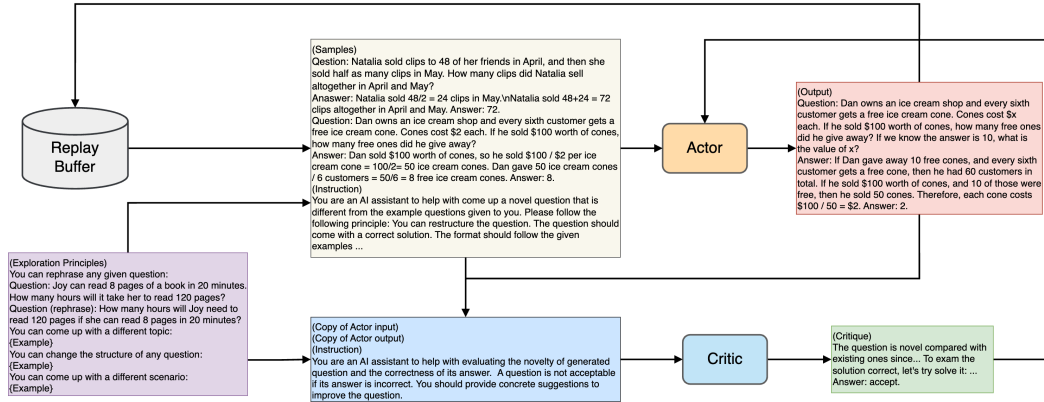 Replay
Buffer
(Samples)
Qestion: Natalia sold clips to 48 of her friends in April, and then she
sold half as many clips in May. How many clips did Natalia sell
altogether in April and May?
Anaswer: Natalia sold 48/2 = 24 clips in May.\nNatalia sold 48+24 = 72
clips altogether in April and May. Answer: 72.
Question: Dan owns an ice cream shop and every sixth customer gets a
free ice cream cone. Cones cost $2 each. If he sold $100 worth of cones,
how many free ones did he give away?
Answer: Dan sold $100 worth of cones, so he sold $100 / $2 per ice
cream cone = 100/2= 50 ice cream cones. Dan gave 50 ice cream cones
/ 6 customers = 50/6 = 8 free ice cream cones. Answer: 8.
(Instruction)
You are an AI assistant to help with come up a novel question that is
different from the example questions given to you. Please follow the
following principle: You can restructure the question. The question should
come with a correct solution. The format should follow the given
examples ...
Actor
(Output)
Question: Dan owns an ice cream shop and every sixth
customer gets a free ice cream cone. Cones cost $x
each. If he sold $100 worth of cones, how many free ones
did he give away? If we know the answer is 10, what is
the value of x?
Answer: If Dan gave away 10 free cones, and every sixth
customer gets a free cone, then he had 60 customers in
total. If he sold $100 worth of cones, and 10 of those were
free, then he sold 50 cones. Therefore, each cone costs
$100 / 50 = $2. Answer: 2.
(Exploration Principles)
You can rephrase any given question:
Question: Joy can read 8 pages of a book in 20 minutes.
How many hours will it take her to read 120 pages?
Question (rephrase): How many hours will Joy need to
read 120 pages if she can read 8 pages in 20 minutes?
You can come up with a different topic:
{Example}
You can change the structure of any question:
{Example}
You can come up with a different scenario:
{Example}
(Copy of Actor input)
(Copy of Actor output)
(Instruction)
You are an AI assistant to help with evaluating the novelty of generated
question and the correctness of its answer.  A question is not acceptable
if its answer is incorrect. You should provide concrete suggestions to
improve the question.
Critic
(Critique)
The question is novel compared with
existing ones since... To exam the
solution correct, let's try solve it: ...
Answer: accept.